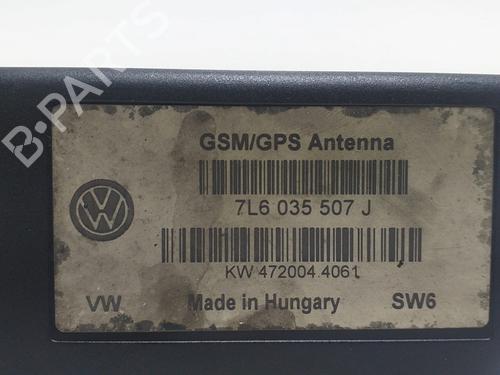 B-PARTS
GSM/GPS Antenna
7L6 035 507 J
KW 472004 4061
VW Made in Hungary SW6